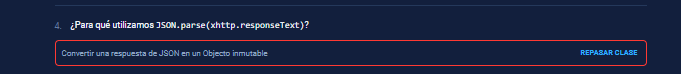 4. ¿Para qué utilizamos JSON.parse(xhttp.responseText)?
Convertir una respuesta de JSON en un Objecto inmutable REPASAR CLASE